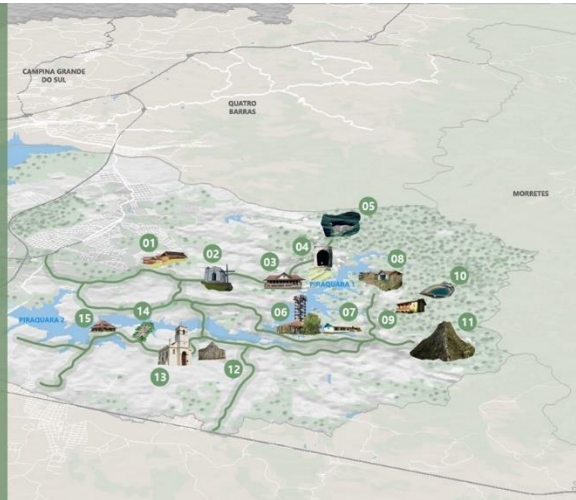 CAMPINA GRANDE
DO SUL
QUATRO
BARRAS
MORRETES
05
04
01
02
03
08
PIRAQUARA 1
10
PIRAQUARA 2
15
14
06
07
09
11
13
12